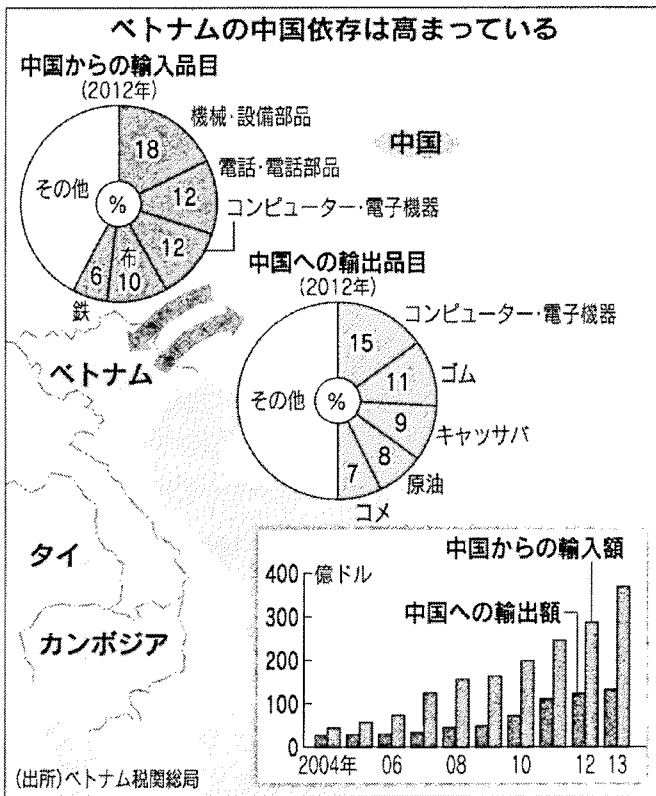 ベトナムの中国依存は高まっている
中国からの輸入品目
(2012年)
機械・設備部品
18
電話・電話部品
12
コンピューター・電子機器
12
布
10
鉄
6
その他
%
中国
中国への輸出品目
(2012年)
コンピューター・電子機器
15
ゴム
11
キャッサバ
9
原油
8
コメ
7
その他
%
ベトナム
タイ
カンボジア
中国からの輸入額
中国への輸出額
億ドル
400
300
200
100
0
2004年 06 08 10 12 13
(出所)ベトナム税関総局